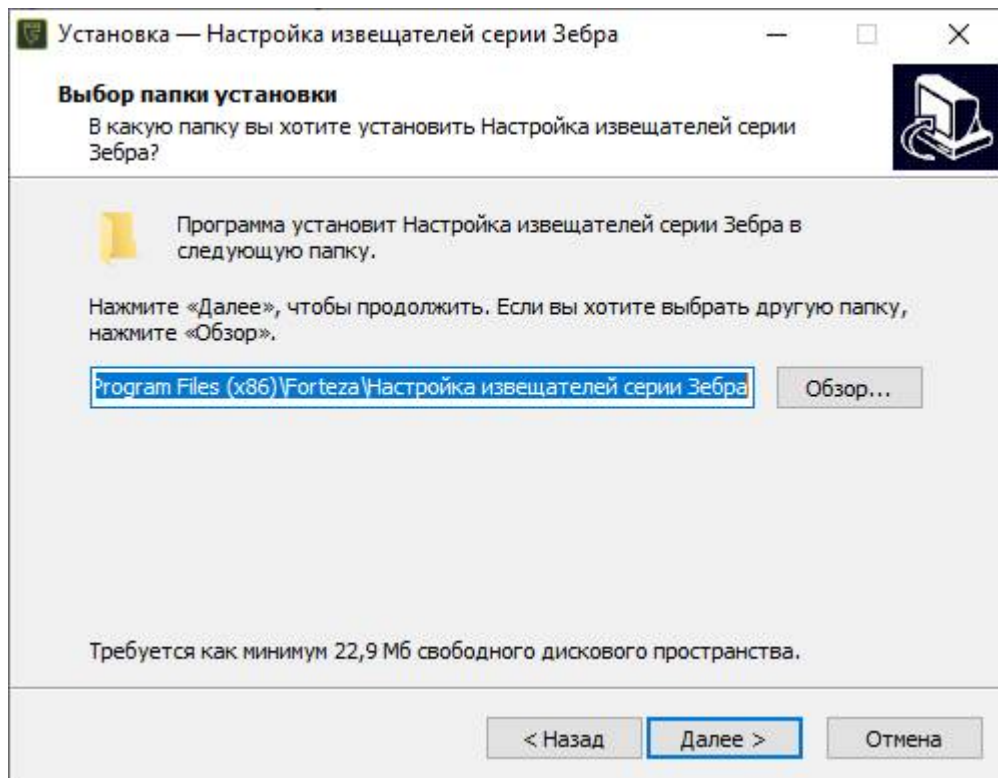 Установка — Настройка извещателей серии Зебра
Выбор папки установки
В какую папку вы хотите установить Настройка извещателей серии
Зебра?
Программа установит Настройка извещателей серии Зебра в
следующую папку.
Нажмите «Далее», чтобы продолжить. Если вы хотите выбрать другую папку,
нажмите «Обзор».
Program Files (x86)\Forteza\Настройка извещателей серии Зебра
Обзор...
Требуется как минимум 22,9 Мб свободного дискового пространства.
< Назад
Далее >
Отмена